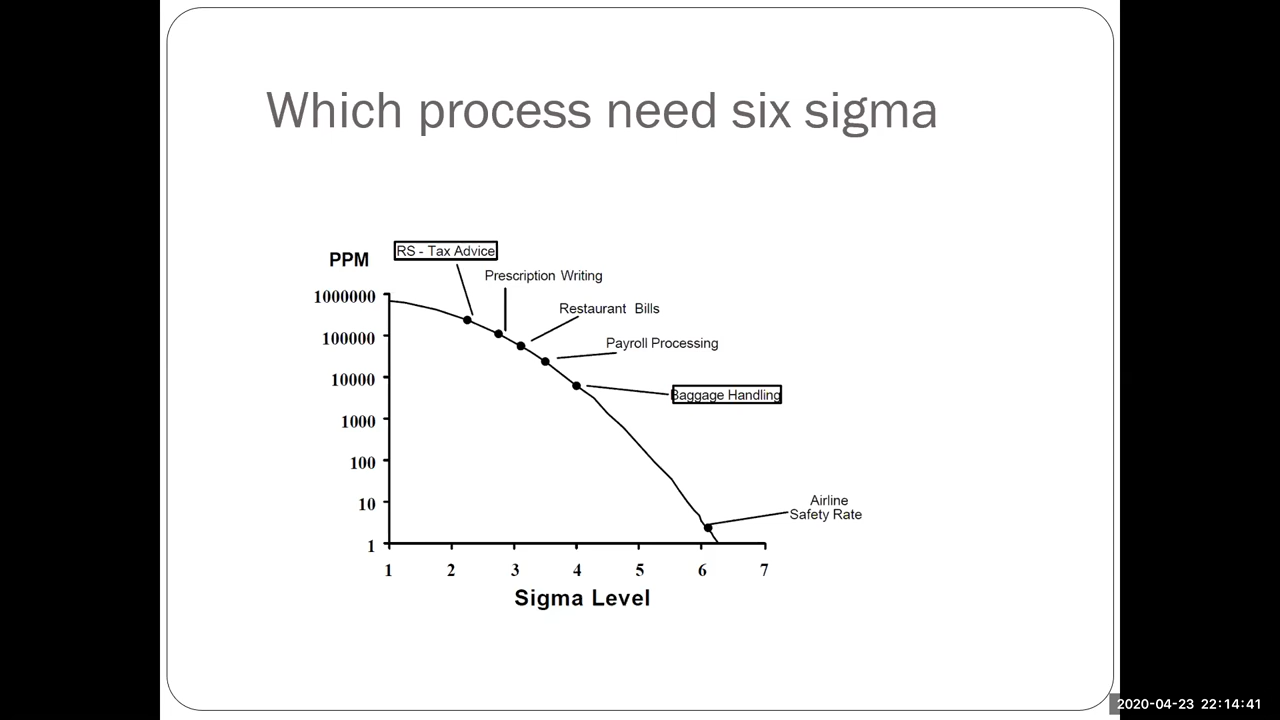 Which process need six sigma
PPM
RS - Tax Advice
Prescription Writing
Restaurant Bills
Payroll Processing
Baggage Handling
Airline
Safety Rate
1000000
100000
10000
1000
100
10
1
1 2 3 4 5 6 7
Sigma Level
2020-04-23 22:14:41